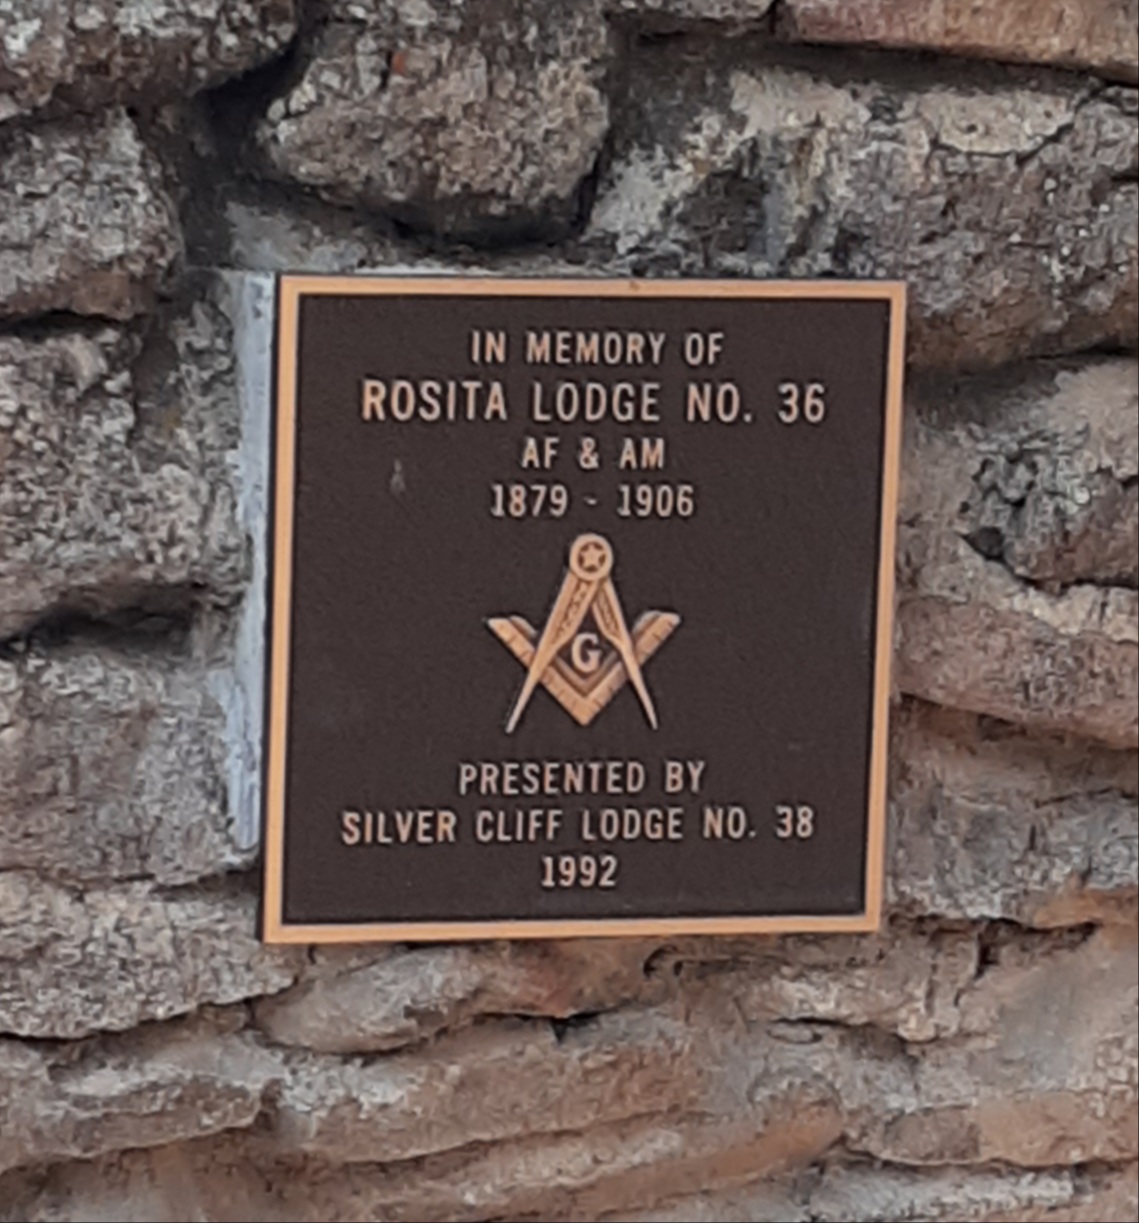 IN MEMORY OF
ROSITA LODGE NO. 36
AF & AM
1879 - 1906
G
PRESENTED BY
SILVER CLIFF LODGE NO. 38
1992